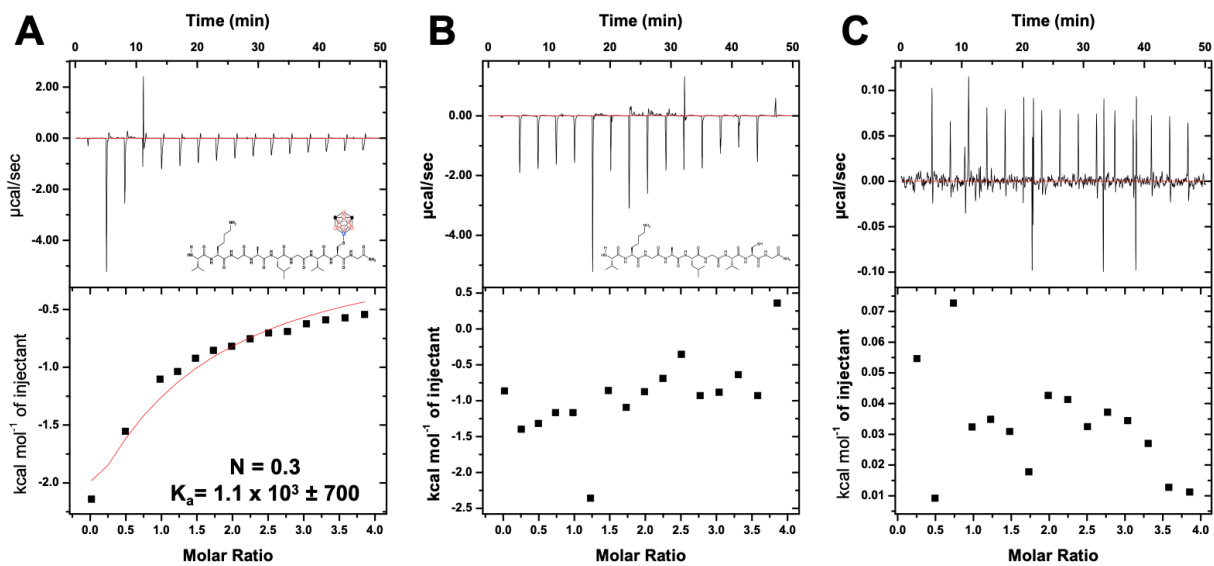 A
Time (min)
0 10 20 30 40 50
2.00
0.00
-2.00
-4.00
µcal/sec
-0.5
-1.0
-1.5
-2.0
kcal mol⁻¹ of injectant
N = 0.3
Kₐ= 1.1 x 10³ ± 700
0.0 0.5 1.0 1.5 2.0 2.5 3.0 3.5 4.0
Molar Ratio
B
Time (min)
0 10 20 30 40 50
0.00
-2.00
-4.00
µcal/sec
0.5
0.0
-0.5
-1.0
-1.5
-2.0
-2.5
kcal mol⁻¹ of injectant
0.0 0.5 1.0 1.5 2.0 2.5 3.0 3.5 4.0
Molar Ratio
C
Time (min)
0 10 20 30 40 50
0.10
0.05
0.00
-0.05
-0.10
µcal/sec
0.07
0.06
0.05
0.04
0.03
0.02
0.01
kcal mol⁻¹ of injectant
0.0 0.5 1.0 1.5 2.0 2.5 3.0 3.5 4.0
Molar Ratio